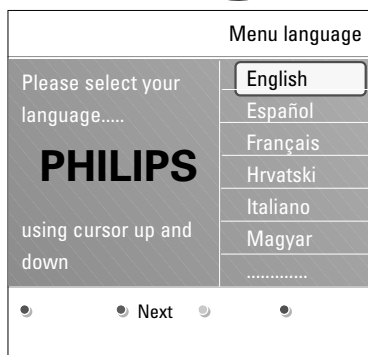 Menu language
Please select your
language.....
PHILIPS
using cursor up and
down
English
Español
Français
Hrvatski
Italiano
Magyar
.............
Next